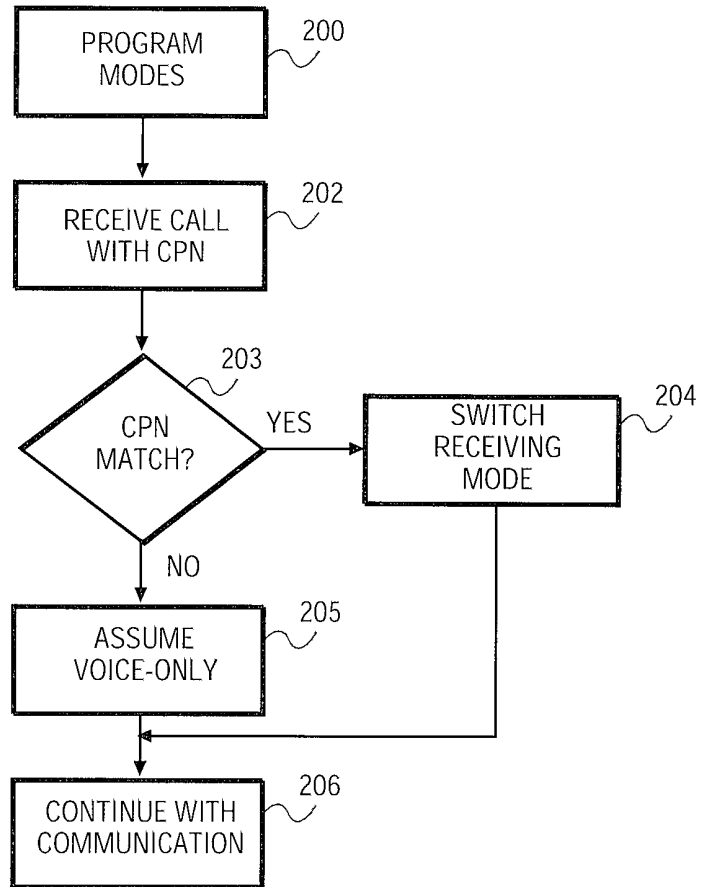 PROGRAM
MODES
200
RECEIVE CALL
WITH CPN
202
203
CPN
MATCH?
YES
SWITCH
RECEIVING
MODE
204
NO
ASSUME
VOICE-ONLY
205
CONTINUE WITH
COMMUNICATION
206